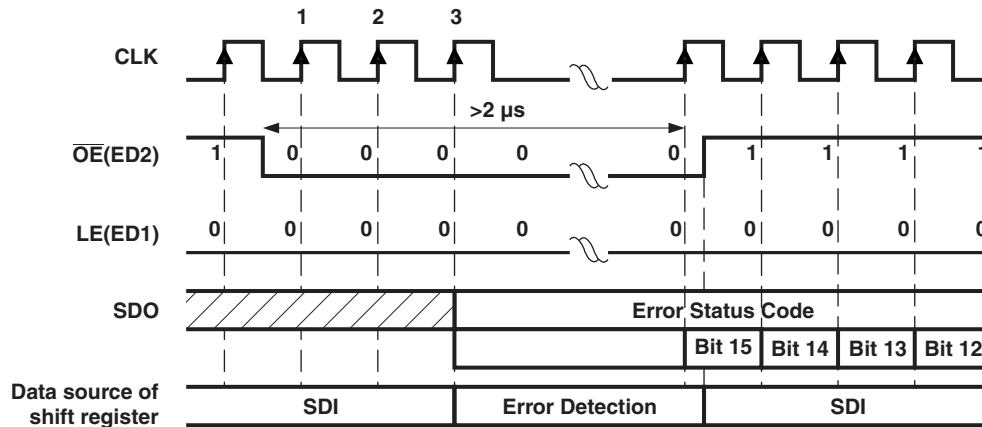 1 2 3
CLK
>2 µs
OE(ED2)
1 0 0 0 0 0 1 1 1 1
LE(ED1)
0 0 0 0 0 0 0 0 0 0
SDO
Error Status Code
Bit 15 Bit 14 Bit 13 Bit 12
Data source of
shift register
SDI Error Detection SDI